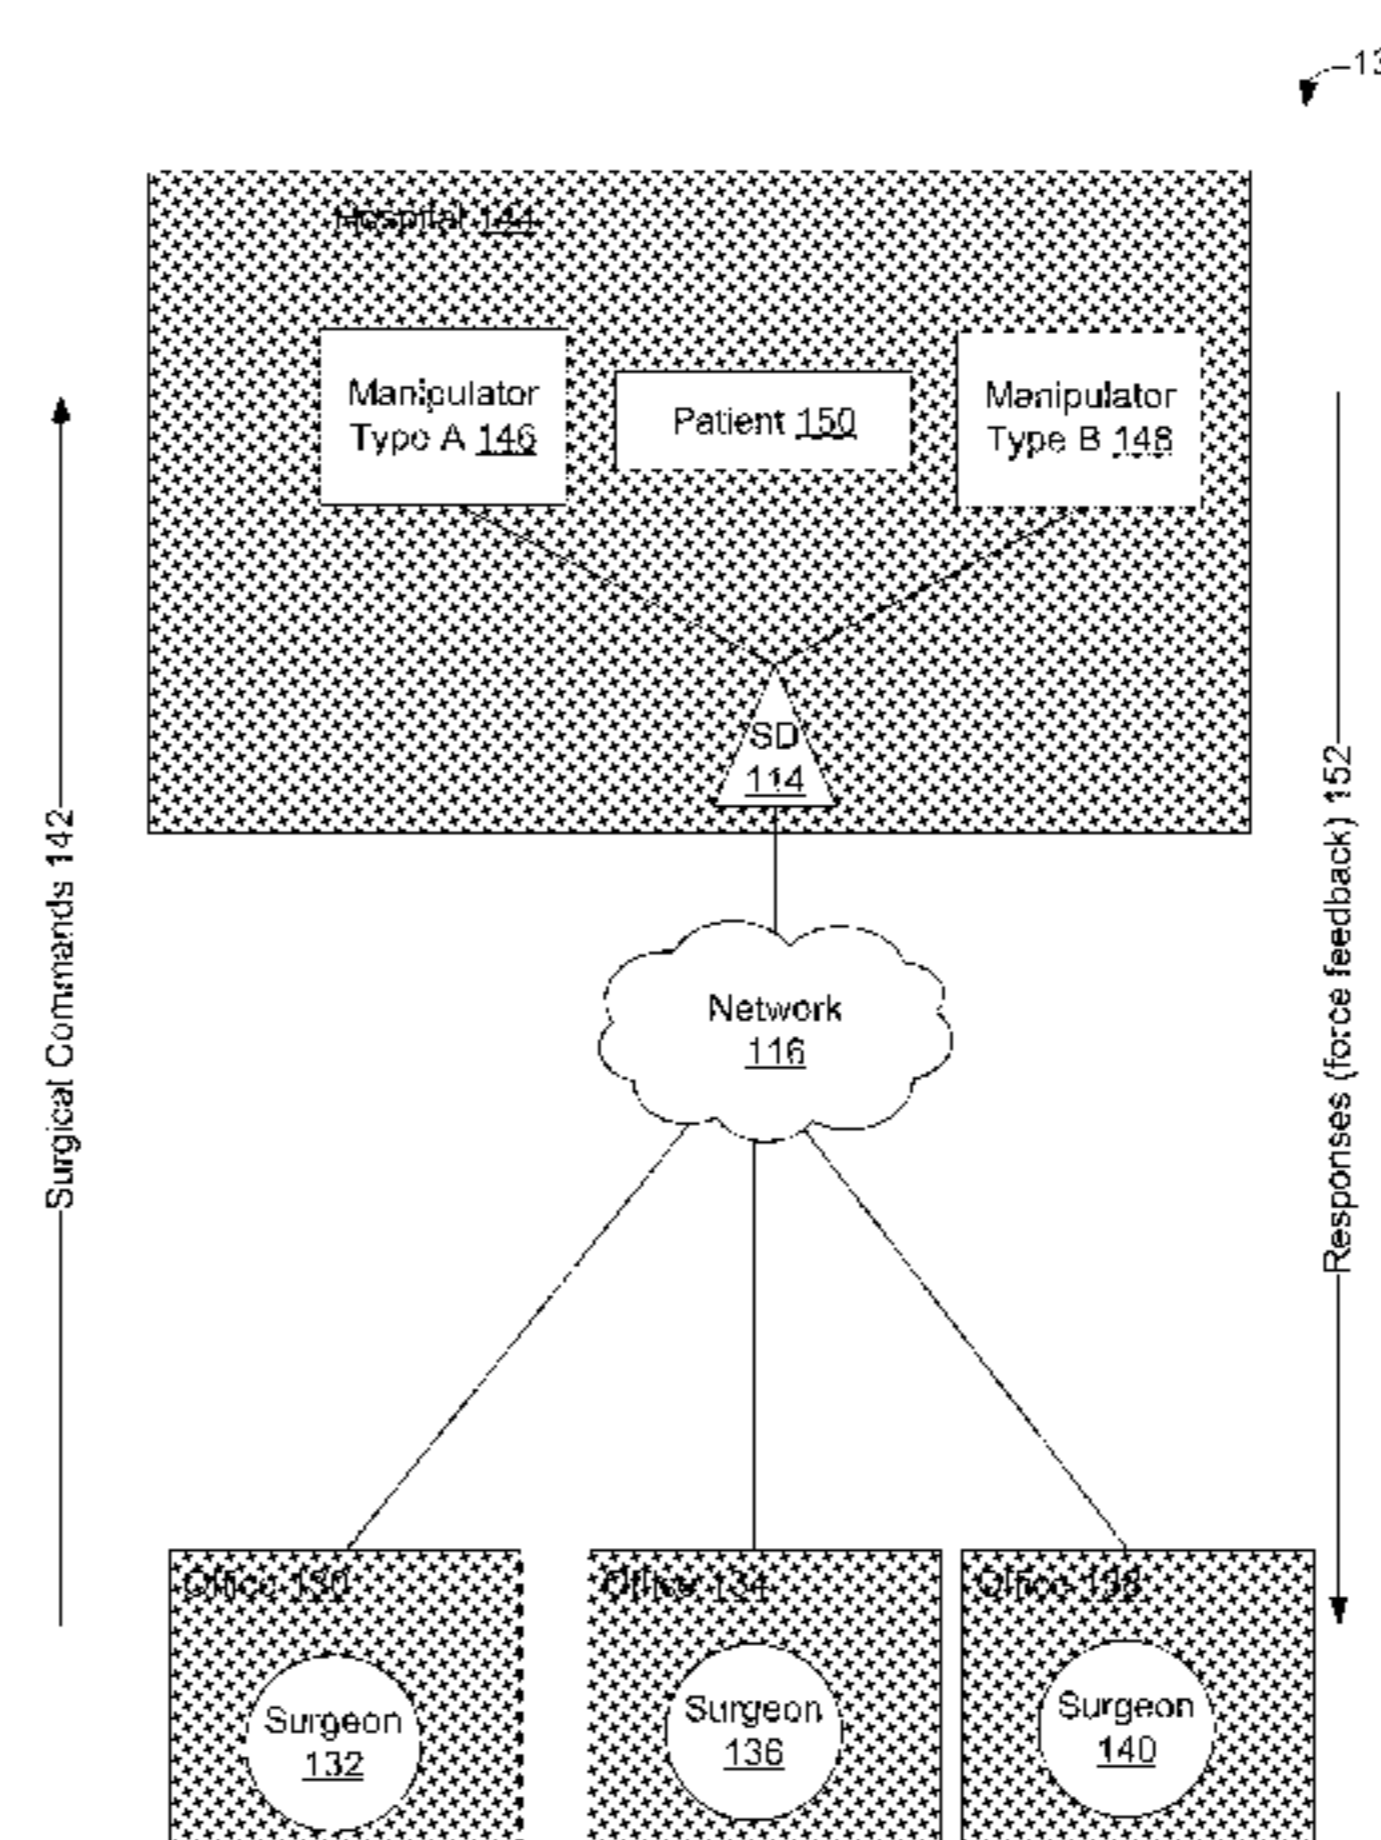 13
Hospital 144
Manipulator
Type A 146
Patient 150
Manipulator
Type B 148
SD
114
Surgical Commands 142
Responses (force feedback) 152
Network
116
Office 130
Office 134
Office 138
Surgeon
132
Surgeon
136
Surgeon
140